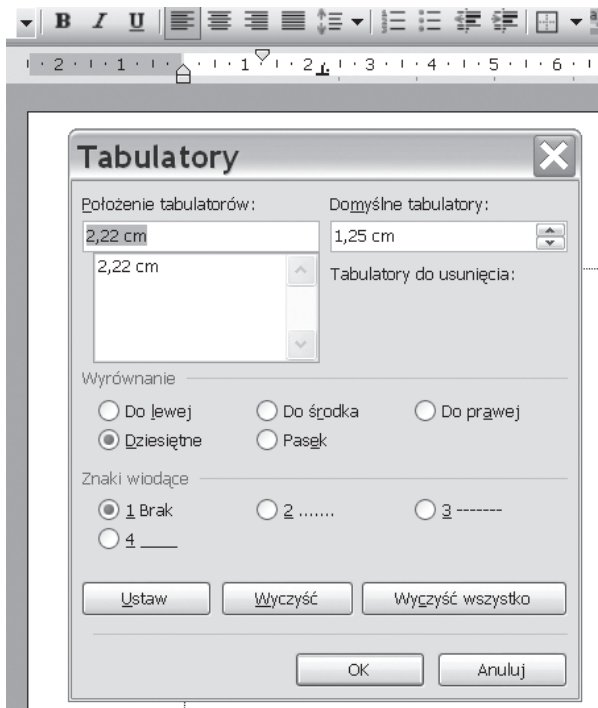 B I U
2 1 1 2 3 4 5 6
Tabulatory
Położenie tabulatorów: Domyślne tabulatory:
2,22 cm 1,25 cm
2,22 cm Tabulatory do usunięcia:
Wyrównanie
Do lewej Do środka Do prawej
Dziesiętne Pasek
Znaki wiodące
1 Brak 2 ....... 3 -------
4 ___
Ustaw Wyczyść Wyczyść wszystko
OK Anuluj